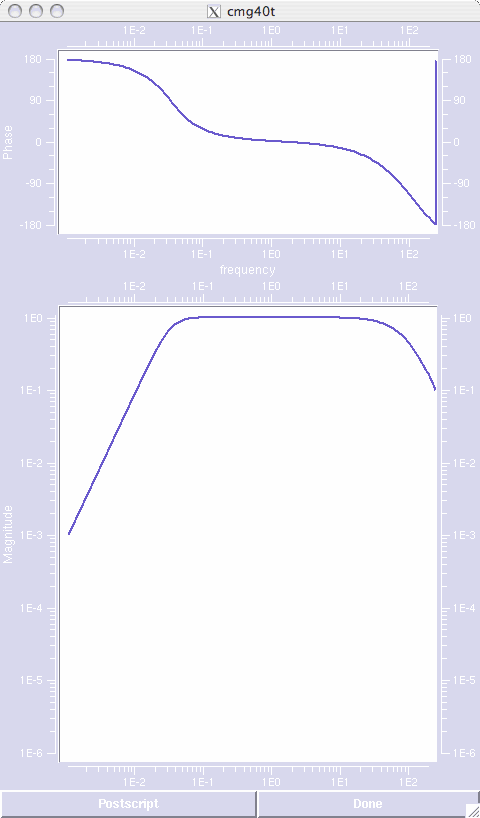 cmg40t
1E-2 1E-1 1E0 1E1 1E2
180 180
90 90
Phase
0 0
-90 -90
-180 -180
1E-2 1E-1 1E0 1E1 1E2
frequency
1E-2 1E-1 1E0 1E1 1E2
1E0 1E0
1E-1 1E-1
1E-2 1E-2
Magnitude
1E-3 1E-3
1E-4 1E-4
1E-5 1E-5
1E-6 1E-6
1E-2 1E-1 1E0 1E1 1E2
Postscript Done